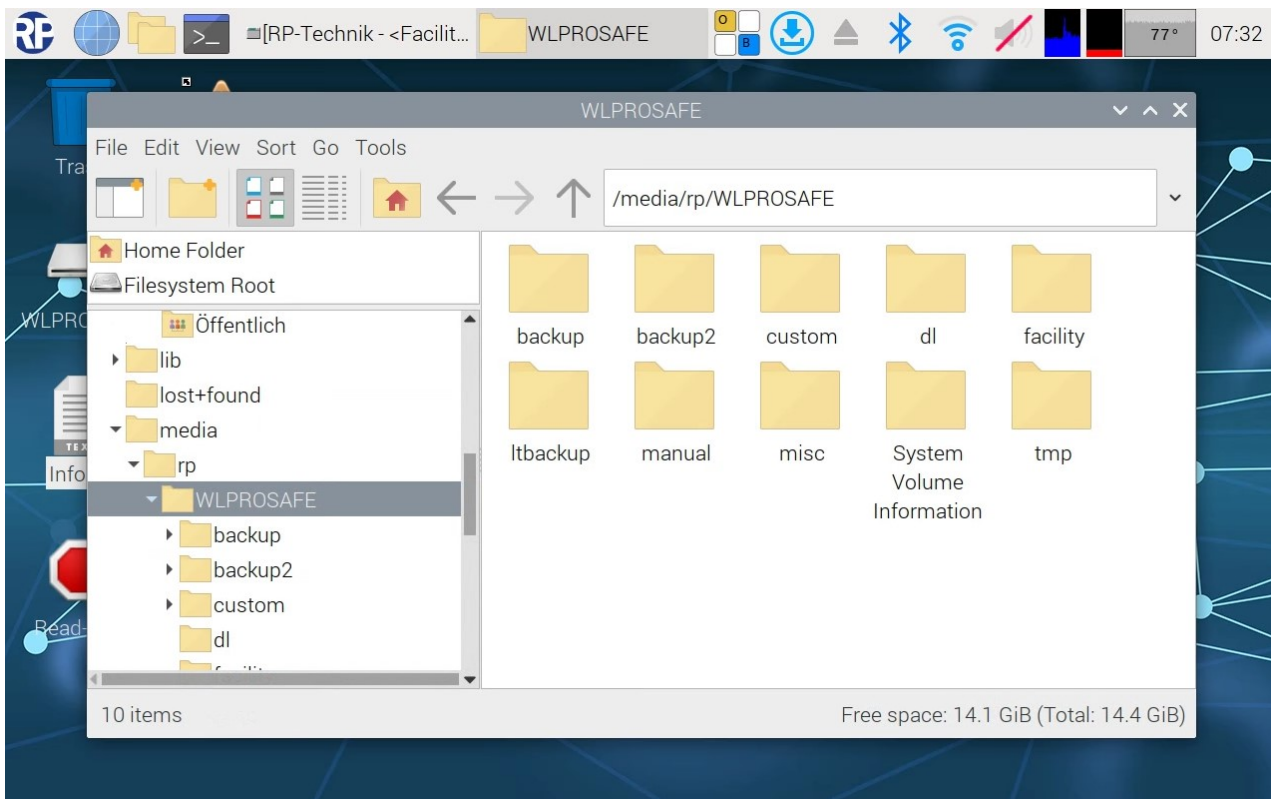 RP
>_
[RP-Technik - <Facilit...
WLPROSAFE
O
B
77°
07:32
WLPROSAFE
File Edit View Sort Go Tools
/media/rp/WLPROSAFE
Home Folder
Filesystem Root
Öffentlich
lib
lost+found
media
rp
WLPROSAFE
backup
backup2
custom
dl
backup
backup2
custom
dl
facility
ltbackup
manual
misc
System
Volume
Information
tmp
Tra
WLPRO
TEX
Info
Read-
10 items
Free space: 14.1 GiB (Total: 14.4 GiB)